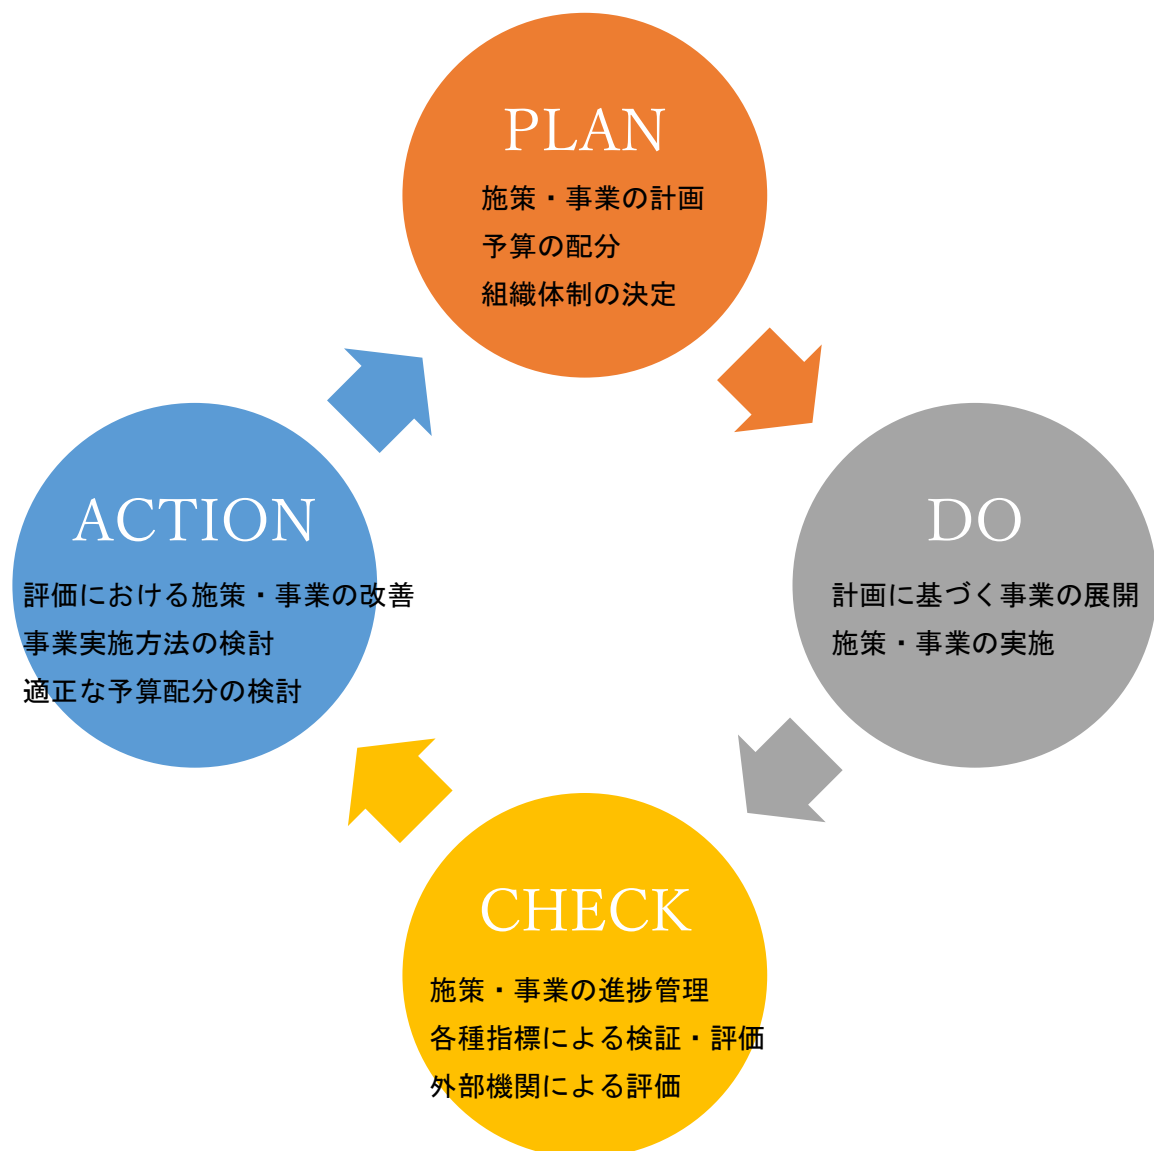 PLAN
施策・事業の計画
予算の配分
組織体制の決定
DO
計画に基づく事業の展開
施策・事業の実施
CHECK
施策・事業の進捗管理
各種指標による検証・評価
外部機関による評価
ACTION
評価における施策・事業の改善
事業実施方法の検討
適正な予算配分の検討